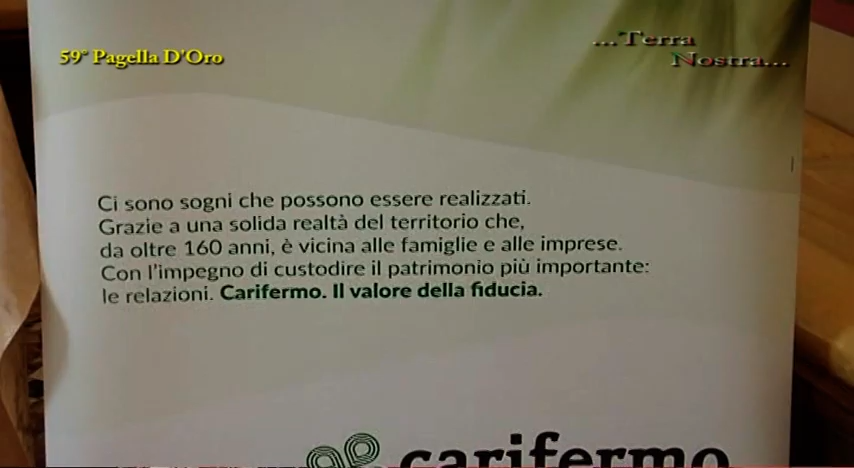 59° Pagella D'Oro
...Terra
Nostra...
Ci sono sogni che possono essere realizzati.
Grazie a una solida realtà del territorio che,
da oltre 160 anni, è vicina alle famiglie e alle imprese.
Con l'impegno di custodire il patrimonio più importante:
le relazioni. Carifermo. Il valore della fiducia.
carifermo